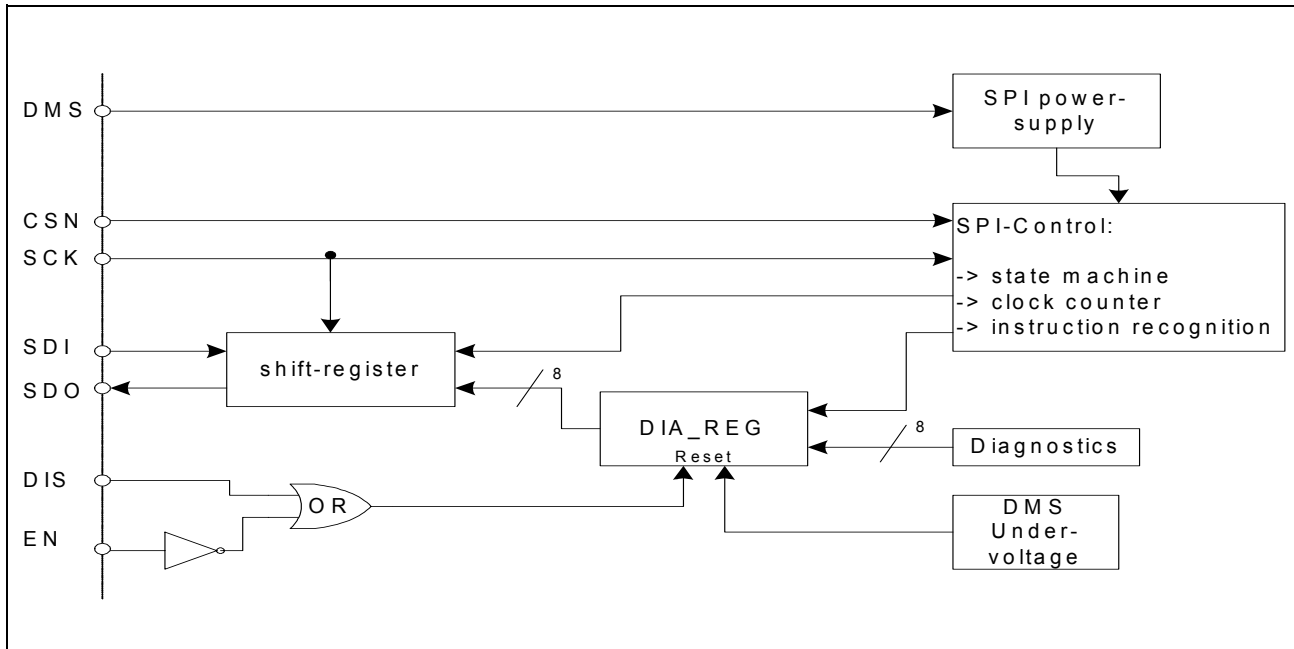 DMS
SPI power-
supply
CSN
SCK
SPI-Control:
-> state machine
-> clock counter
-> instruction recognition
SDI
SDO
shift-register
8
DIA_REG
Reset
8
Diagnostics
DIS
EN
OR
DMS
Under-
voltage